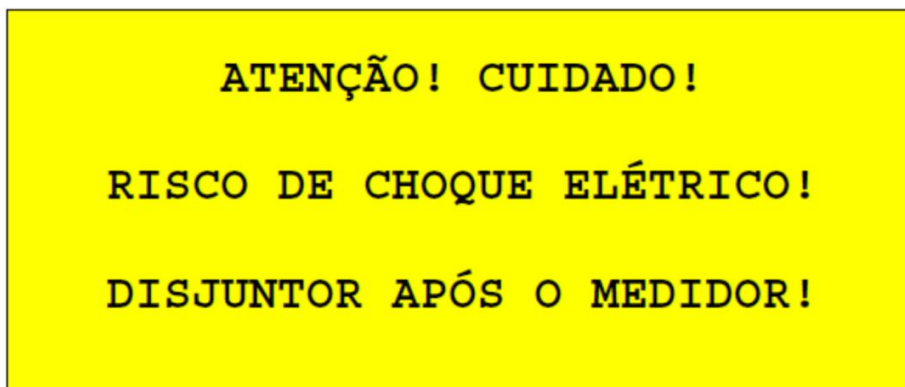 ATENÇÃO! CUIDADO!
RISCO DE CHOQUE ELÉTRICO!
DISJUNTOR APÓS O MEDIDOR!